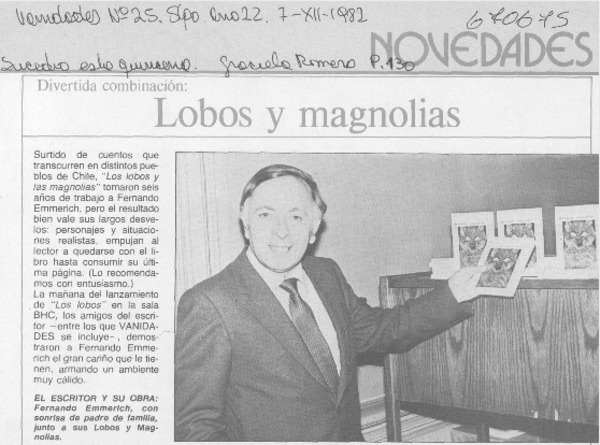 Vanidades Nº25. Stgo. año 22. 7-XII-1982
670675
NOVEDADES
Sucedió esta quincena. Graciela Romero P.130
Divertida combinación:
Lobos y magnolias
Surtido de cuentos que
transcurren en distintos pue-
blos de Chile, "Los lobos y
las magnolias" tomaron seis
años de trabajo a Fernando
Emmerich, pero el resultado
bien vale sus largos desve-
los: personajes y situacio-
nes realistas, empujan al
lector a quedarse con el li-
bro hasta consumir su últi-
ma página. (Lo recomenda-
mos con entusiasmo.)
La mañana del lanzamiento
de "Los lobos" en la sala
BHC, los amigos del escri-
tor —entre los que VANIDA-
DES se incluye—, demos-
traron a Fernando Emme-
rich el gran cariño que le tie-
nen, armando un ambiente
muy cálido.
EL ESCRITOR Y SU OBRA:
Fernando Emmerich, con
sonrisa de padre de familia,
junto a sus Lobos y Mag-
nolias.